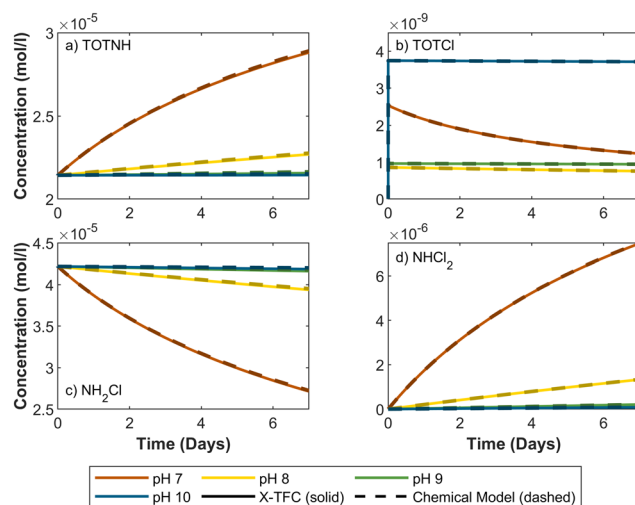 ×10⁻⁵
3
2.5
2
a) TOTNH
0 2 4 6
Concentration (mol/l)
×10⁻⁹
4
3
2
1
0
b) TOTCl
0 2 4 6
×10⁻⁵
4.5
4
3.5
3
2.5
c) NH₂Cl
0 2 4 6
Concentration (mol/l)
Time (Days)
×10⁻⁶
6
4
2
0
d) NHCl₂
0 2 4 6
Time (Days)
pH 7 pH 8 pH 9
pH 10 X-TFC (solid) Chemical Model (dashed)